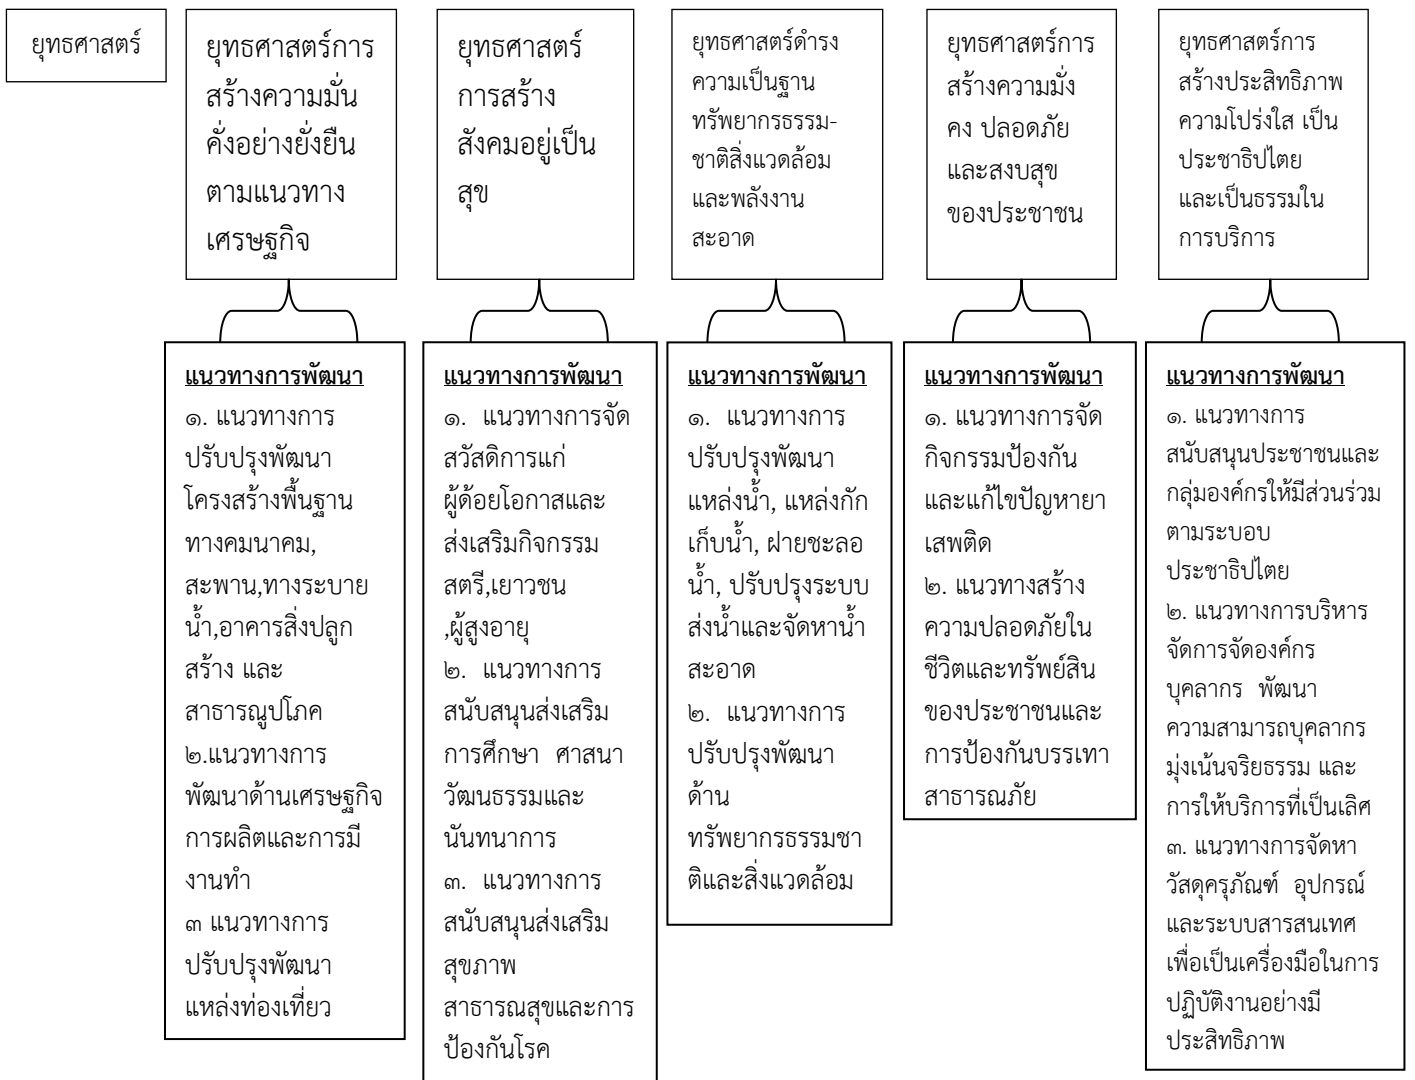 ยุทธศาสตร์
ยุทธศาสตร์การ
สร้างความมั่น
คั่งอย่างยั่งยืน
ตามแนวทาง
เศรษฐกิจ
ยุทธศาสตร์
การสร้าง
สังคมอยู่เป็น
สุข
ยุทธศาสตร์ดำรง
ความเป็นฐาน
ทรัพยากรธรรม-
ชาติสิ่งแวดล้อม
และพลังงาน
สะอาด
ยุทธศาสตร์การ
สร้างความมั่ง
คง ปลอดภัย
และสงบสุข
ของประชาชน
ยุทธศาสตร์การ
สร้างประสิทธิภาพ
ความโปร่งใส เป็น
ประชาธิปไตย
และเป็นธรรมใน
การบริการ
แนวทางการพัฒนา
๑. แนวทางการ
ปรับปรุงพัฒนา
โครงสร้างพื้นฐาน
ทางคมนาคม,
สะพาน,ทางระบาย
น้ำ,อาคารสิ่งปลูก
สร้าง และ
สาธารณูปโภค
๒.แนวทางการ
พัฒนาด้านเศรษฐกิจ
การผลิตและการมี
งานทำ
๓ แนวทางการ
ปรับปรุงพัฒนา
แหล่งท่องเที่ยว
แนวทางการพัฒนา
๑. แนวทางการจัด
สวัสดิการแก่
ผู้ด้อยโอกาสและ
ส่งเสริมกิจกรรม
สตรี,เยาวชน
,ผู้สูงอายุ
๒. แนวทางการ
สนับสนุนส่งเสริม
การศึกษา ศาสนา
วัฒนธรรมและ
นันทนาการ
๓. แนวทางการ
สนับสนุนส่งเสริม
สุขภาพ
สาธารณสุขและการ
ป้องกันโรค
แนวทางการพัฒนา
๑. แนวทางการ
ปรับปรุงพัฒนา
แหล่งน้ำ, แหล่งกัก
เก็บน้ำ, ฝายชะลอ
น้ำ, ปรับปรุงระบบ
ส่งน้ำและจัดหาน้ำ
สะอาด
๒. แนวทางการ
ปรับปรุงพัฒนา
ด้าน
ทรัพยากรธรรมชา
ติและสิ่งแวดล้อม
แนวทางการพัฒนา
๑. แนวทางการจัด
กิจกรรมป้องกัน
และแก้ไขปัญหายา
เสพติด
๒. แนวทางสร้าง
ความปลอดภัยใน
ชีวิตและทรัพย์สิน
ของประชาชนและ
การป้องกันบรรเทา
สาธารณภัย
แนวทางการพัฒนา
๑. แนวทางการ
สนับสนุนประชาชนและ
กลุ่มองค์กรให้มีส่วนร่วม
ตามระบอบ
ประชาธิปไตย
๒. แนวทางการบริหาร
จัดการจัดองค์กร
บุคลากร พัฒนา
ความสามารถบุคลากร
มุ่งเน้นจริยธรรม และ
การให้บริการที่เป็นเลิศ
๓. แนวทางการจัดหา
วัสดุครุภัณฑ์ อุปกรณ์
และระบบสารสนเทศ
เพื่อเป็นเครื่องมือในการ
ปฏิบัติงานอย่างมี
ประสิทธิภาพ